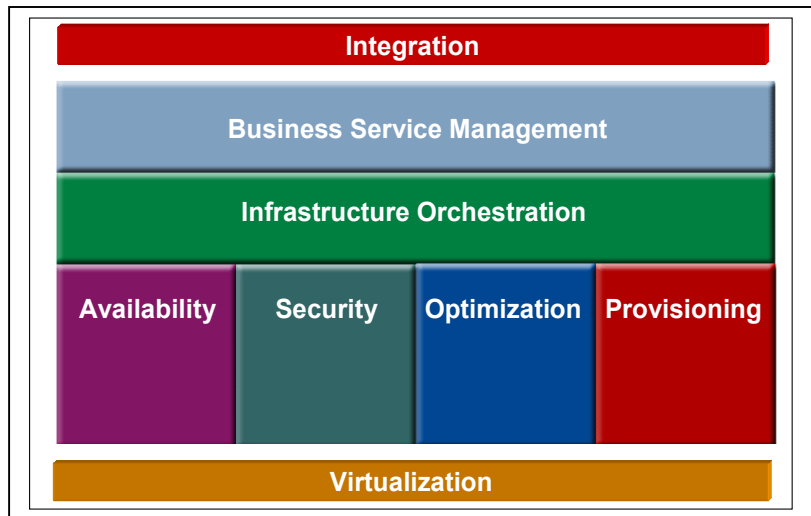 Integration
Business Service Management
Infrastructure Orchestration
Availability Security Optimization Provisioning
Virtualization